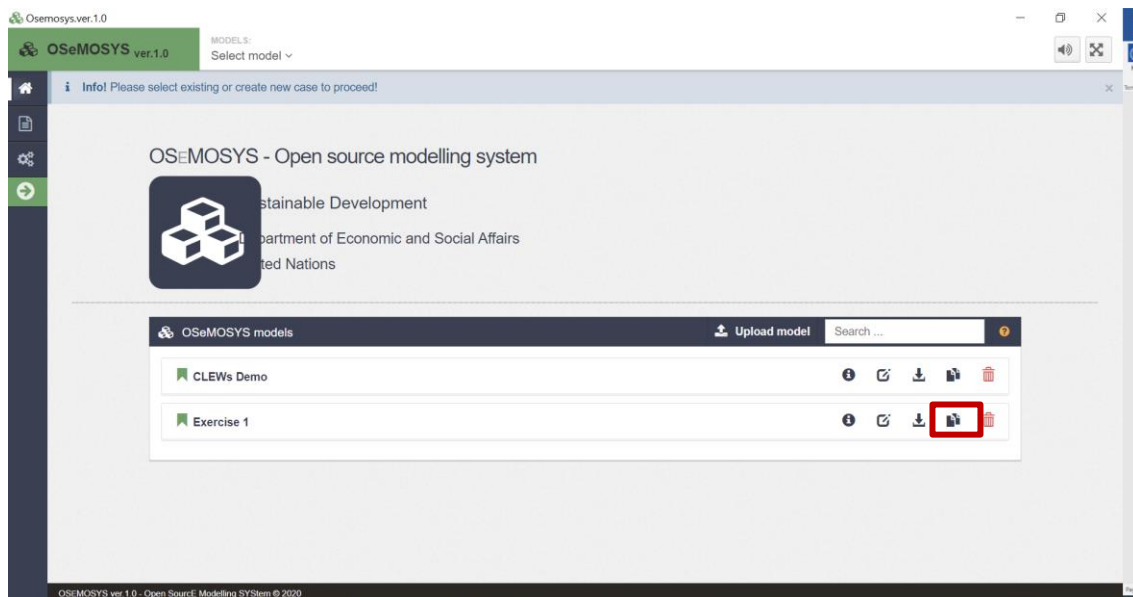 Osemosys.ver.1.0
OSeMOSYS ver.1.0
MODELS:
Select model
Info! Please select existing or create new case to proceed!
OSEMOSYS - Open source modelling system
stainable Development
partment of Economic and Social Affairs
ted Nations
OSeMOSYS models
Upload model
Search ...
CLEWs Demo
Exercise 1
OSEMOSYS ver.1.0 - Open SourcE Modelling SYStem © 2020